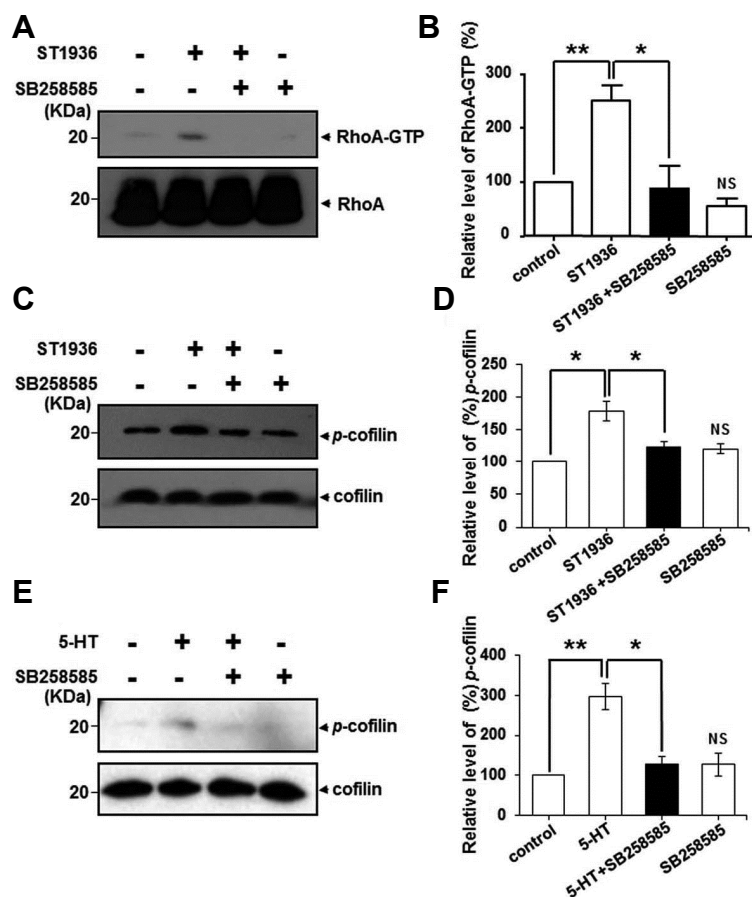 A
ST1936 - + + -
SB258585 - - + +
(KDa)
20
RhoA-GTP
20
RhoA
B
Relative level of RhoA-GTP (%)
** *
300
200
100
0
NS
control
ST1936
ST1936 +SB258585
SB258585
C
ST1936 - + + -
SB258585 - - + +
(KDa)
20
p-cofilin
20
cofilin
D
Relative level of (%) p-cofilin
* *
250
200
150
100
50
0
NS
control
ST1936
ST1936 +SB258585
SB258585
E
5-HT - + + -
SB258585 - - + +
(KDa)
20
p-cofilin
20
cofilin
F
Relative level of (%) p-cofilin
** *
400
300
200
100
0
NS
control
5-HT
5-HT+SB258585
SB258585